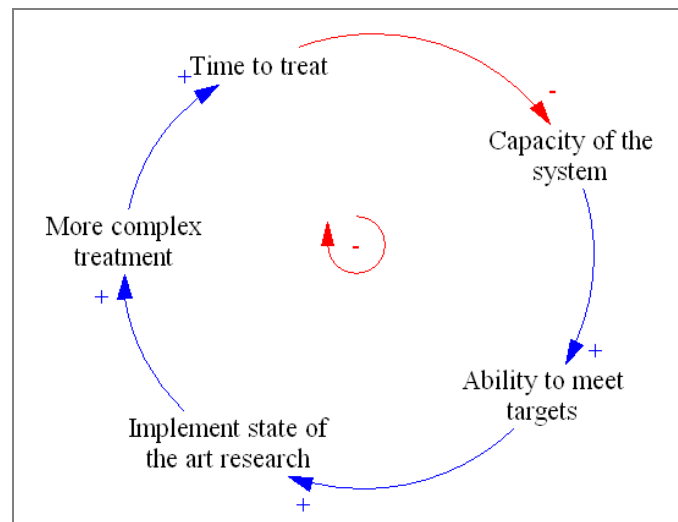 +
Time to treat
-
Capacity of the
system
More complex
treatment
+
-
+
Ability to meet
targets
Implement state of
the art research
+